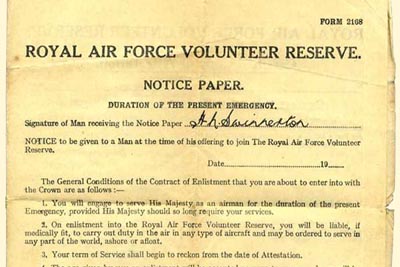 FORM 2168
ROYAL AIR FORCE VOLUNTEER RESERVE.
NOTICE PAPER.
DURATION OF THE PRESENT EMERGENCY.
Signature of Man receiving the Notice Paper H. Swinnerton
NOTICE to be given to a Man at the time of his offering to join The Royal Air Force Volunteer
Reserve.
Date 19
The General Conditions of the Contract of Enlistment that you are about to enter into with
the Crown are as follows :—
1. You will engage to serve His Majesty as an airman for the duration of the present
Emergency, provided His Majesty should so long require your services.
2. On enlistment into the Royal Air Force Volunteer Reserve, you will be liable, if
medically fit, to carry out duty in the air in any type of aircraft and may be ordered to serve in
any part of the world, ashore or afloat.
3. Your term of Service shall begin to reckon from the date of Attestation.